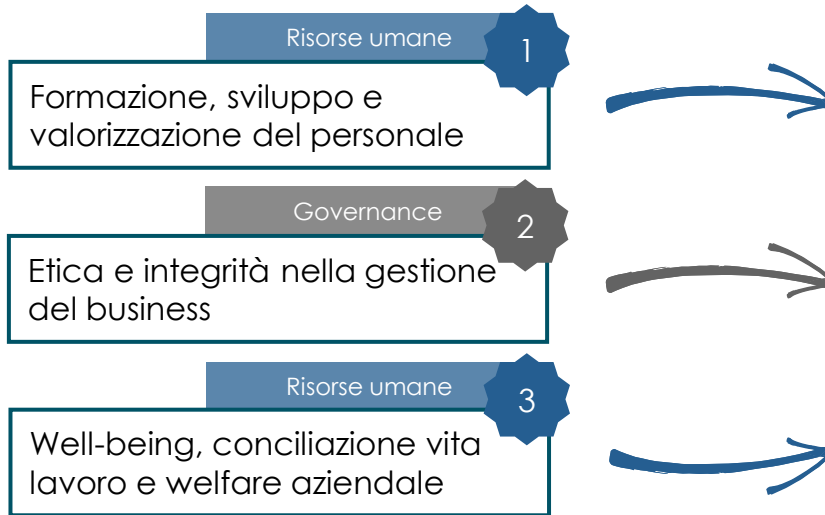 Risorse umane
1
Formazione, sviluppo e
valorizzazione del personale
Governance
2
Etica e integrità nella gestione
del business
Risorse umane
3
Well-being, conciliazione vita
lavoro e welfare aziendale